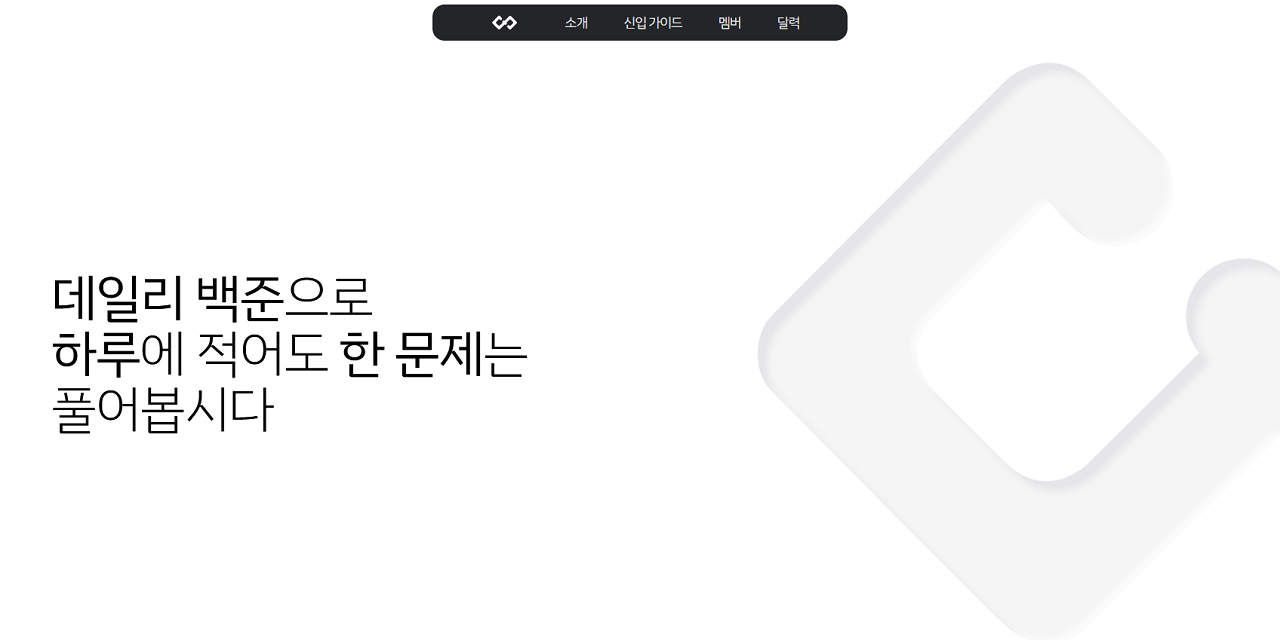 소개 신입 가이드 멤버 달력
데일리 백준으로
하루에 적어도 한 문제는
풀어봅시다